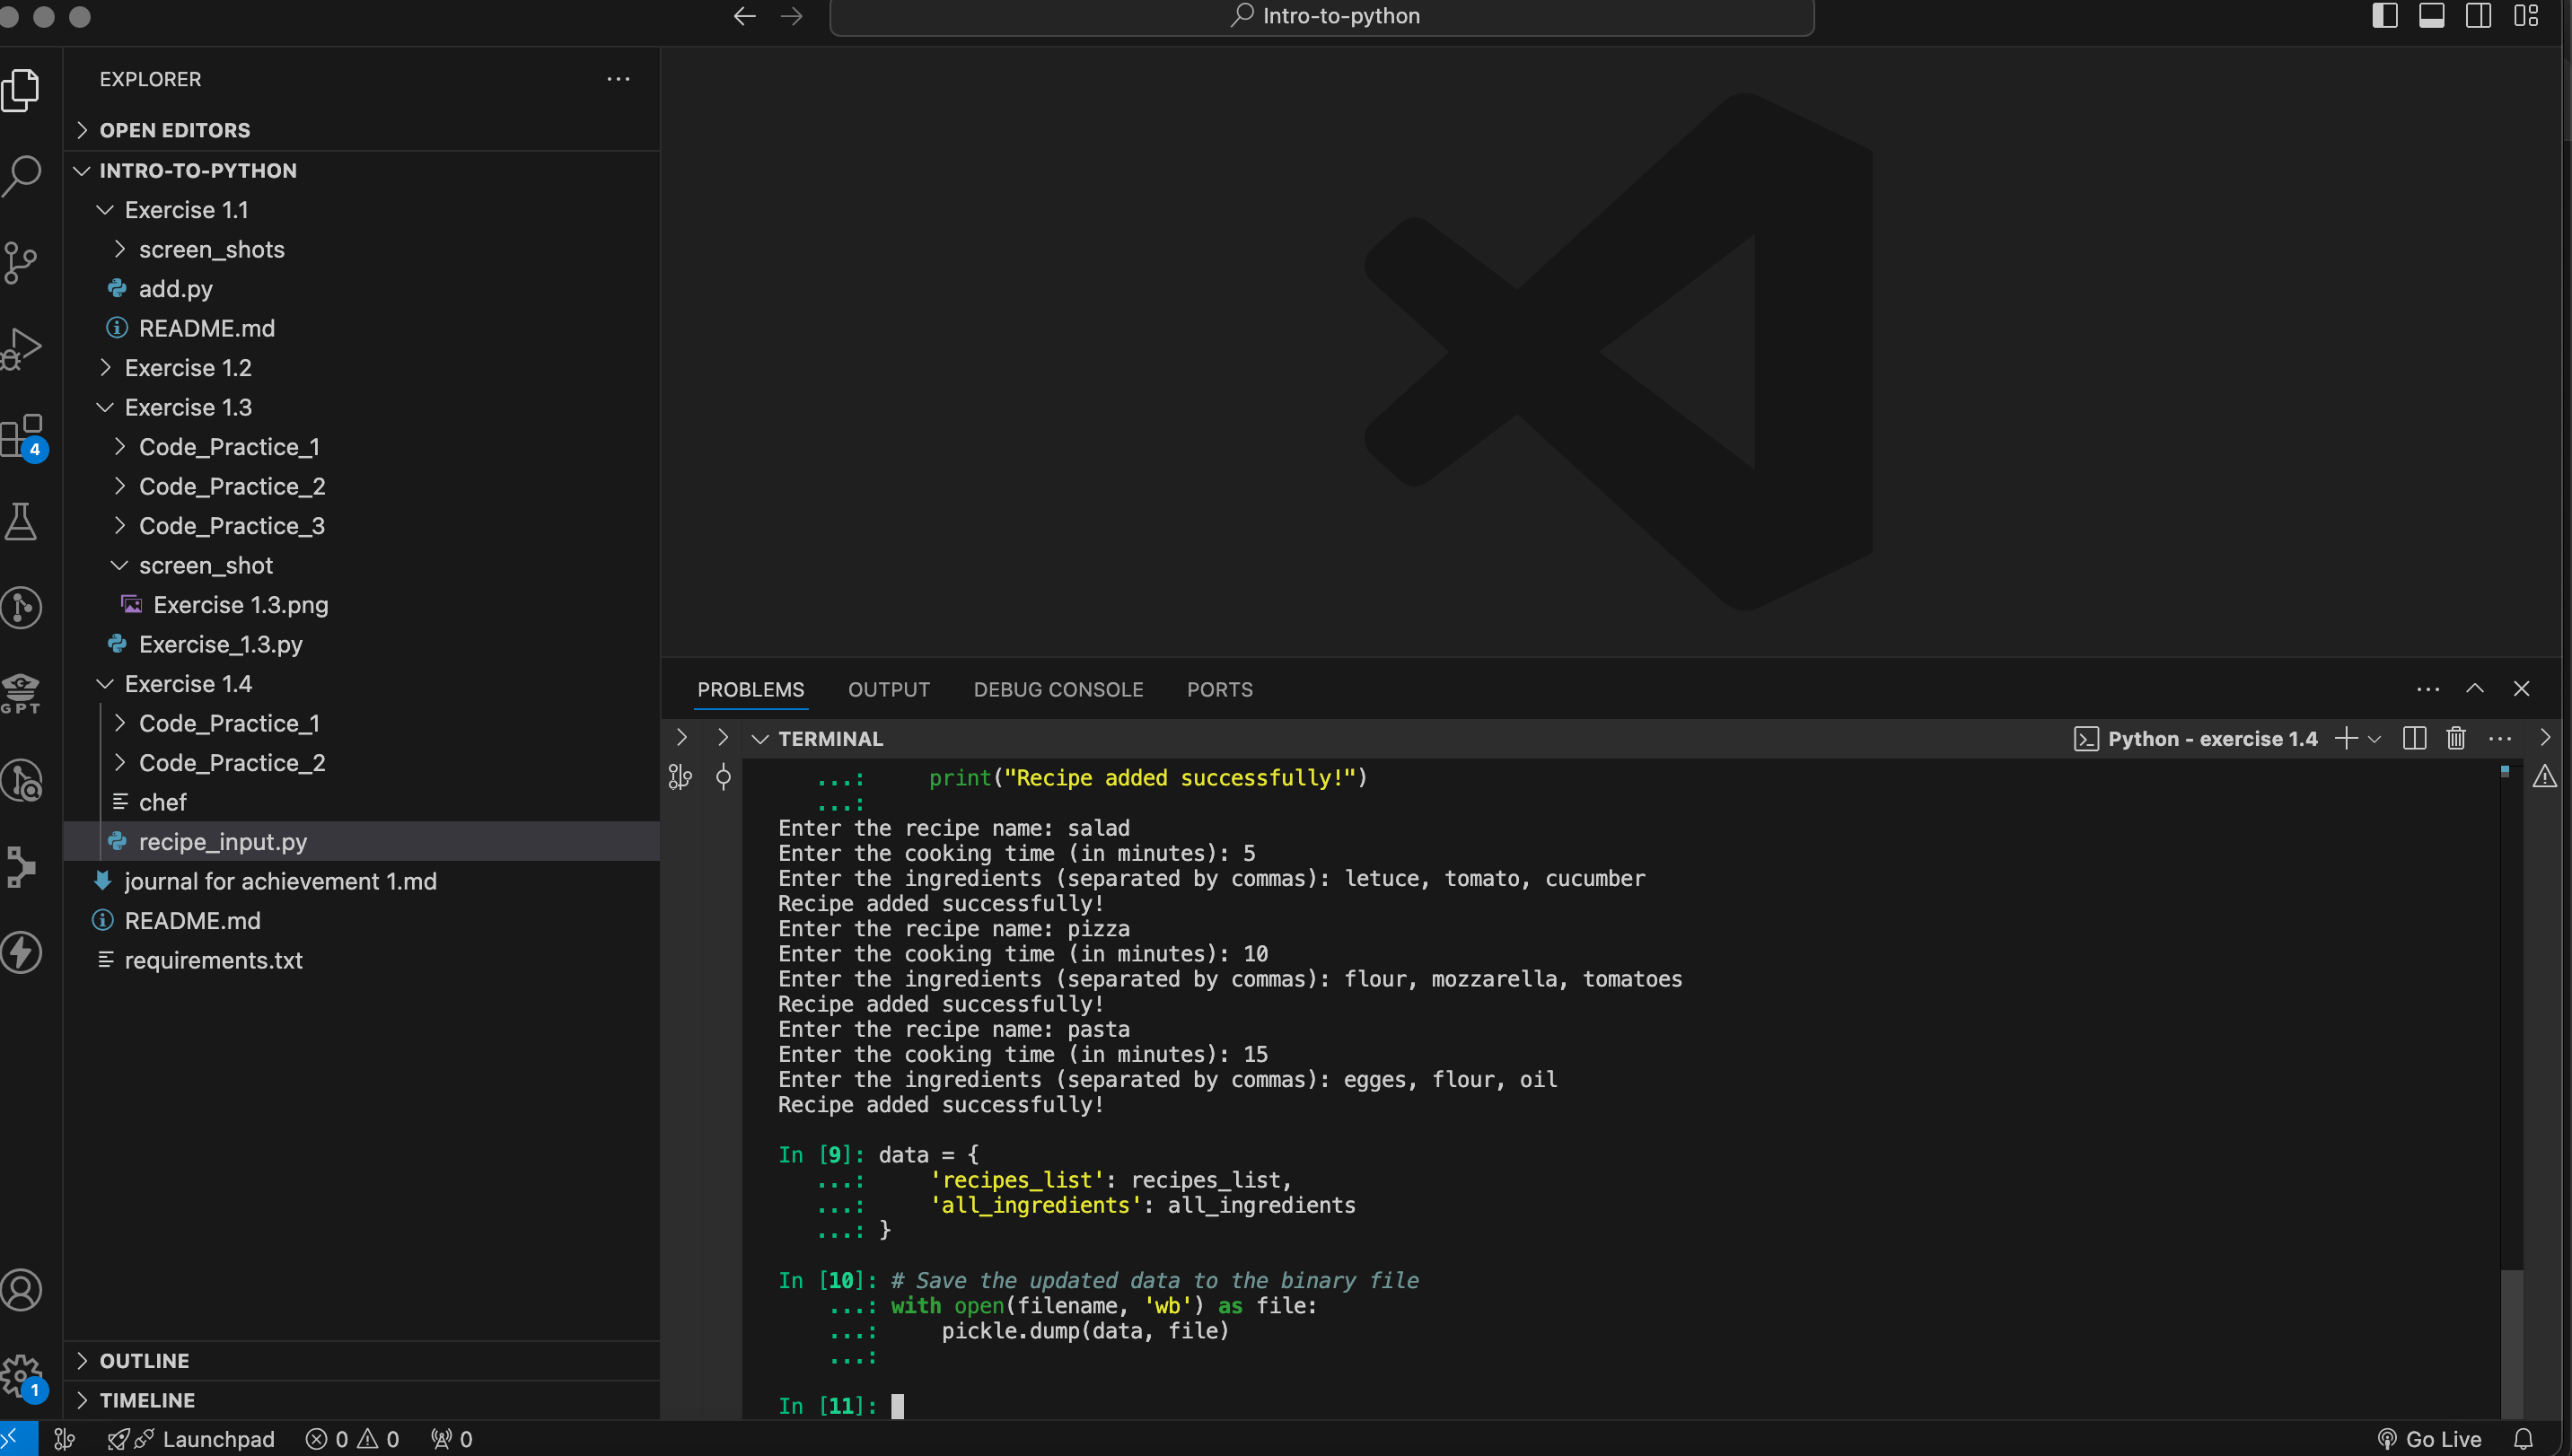 Intro-to-python
EXPLORER
OPEN EDITORS
INTRO-TO-PYTHON
Exercise 1.1
screen_shots
add.py
README.md
Exercise 1.2
Exercise 1.3
Code_Practice_1
Code_Practice_2
Code_Practice_3
screen_shot
Exercise 1.3.png
Exercise_1.3.py
Exercise 1.4
Code_Practice_1
Code_Practice_2
chef
recipe_input.py
journal for achievement 1.md
README.md
requirements.txt
OUTLINE
TIMELINE
4
GPT
1
PROBLEMS OUTPUT DEBUG CONSOLE PORTS
TERMINAL
Python - exercise 1.4
...:     print("Recipe added successfully!")
...:
Enter the recipe name: salad
Enter the cooking time (in minutes): 5
Enter the ingredients (separated by commas): letuce, tomato, cucumber
Recipe added successfully!
Enter the recipe name: pizza
Enter the cooking time (in minutes): 10
Enter the ingredients (separated by commas): flour, mozzarella, tomatoes
Recipe added successfully!
Enter the recipe name: pasta
Enter the cooking time (in minutes): 15
Enter the ingredients (separated by commas): egges, flour, oil
Recipe added successfully!
In [9]: data = {
...:     'recipes_list': recipes_list,
...:     'all_ingredients': all_ingredients
...: }
In [10]: # Save the updated data to the binary file
...: with open(filename, 'wb') as file:
...:     pickle.dump(data, file)
...:
In [11]:
Launchpad 0 0 0
Go Live